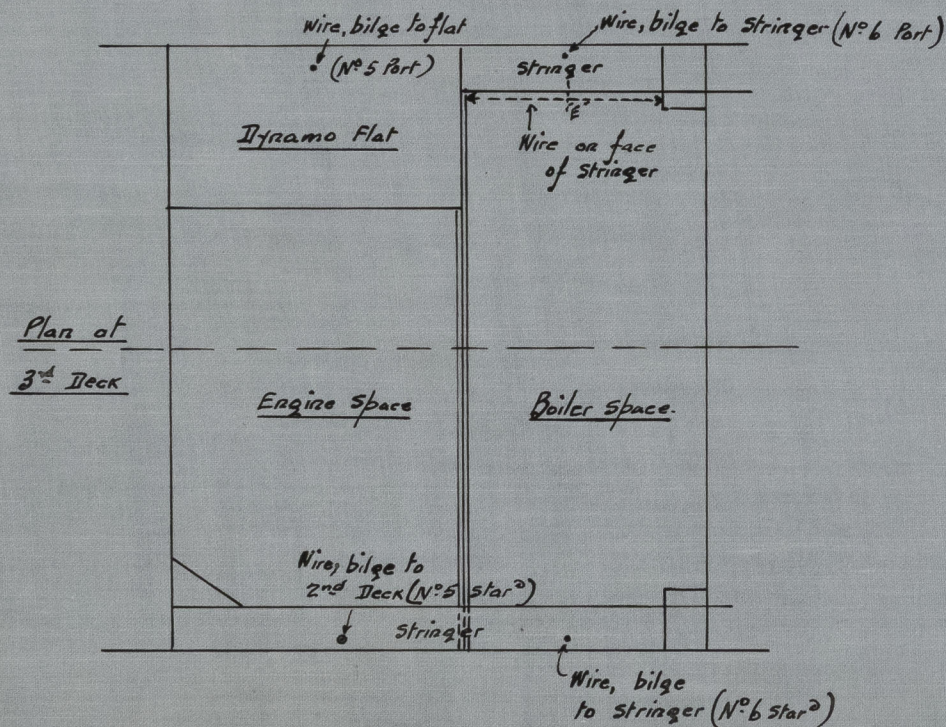 Wire, bilge to flat
(Nº 5 Port)
Wire, bilge to Stringer (Nº 6 Port)
Stringer
"E"
Wire on face
of Stringer
Dynamo Flat
Plan at
3rd Deck
Engine Space
Boiler Space.
Wire, bilge to
2nd Deck (Nº 5 Stard)
Stringer
Wire, bilge
to Stringer (Nº 6 Stard)